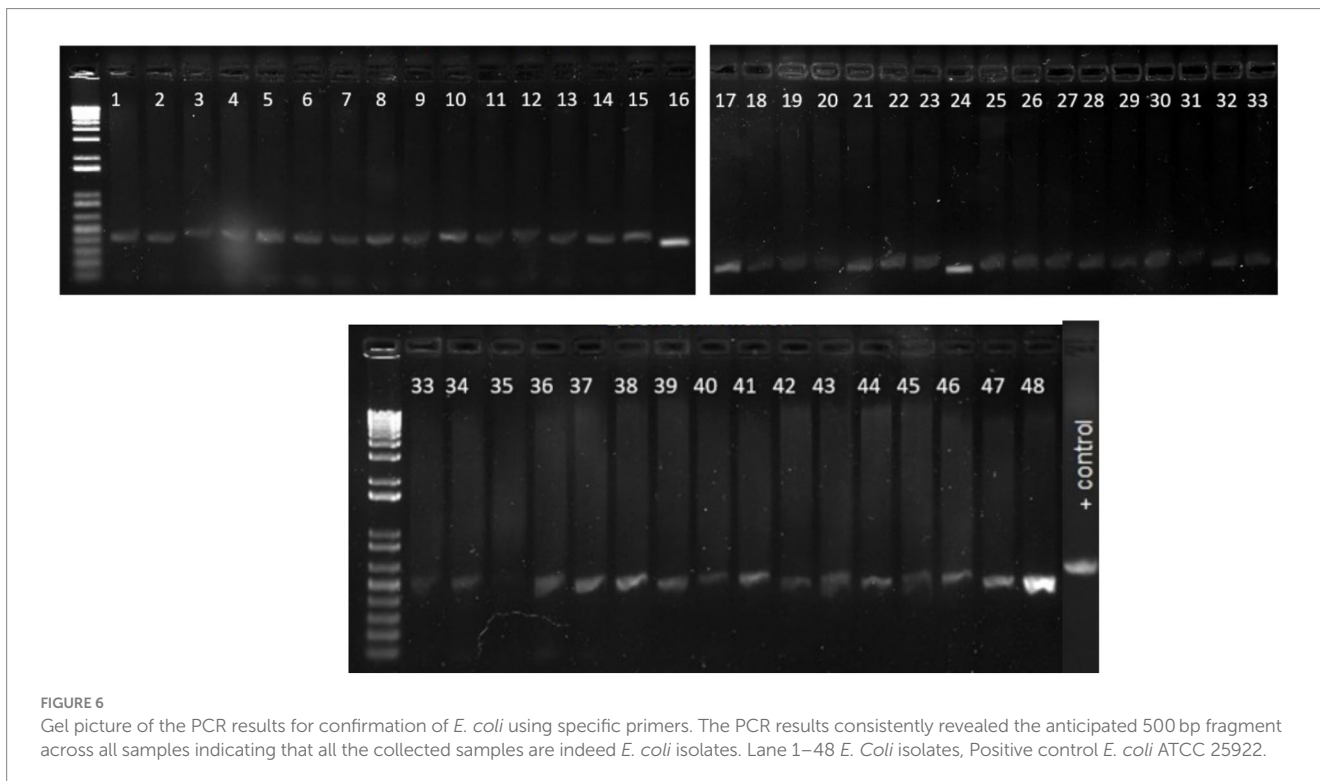 1 2 3 4 5 6 7 8 9 10 11 12 13 14 15 16
17 18 19 20 21 22 23 24 25 26 27 28 29 30 31 32 33
33 34 35 36 37 38 39 40 41 42 43 44 45 46 47 48
+ control
FIGURE 6
Gel picture of the PCR results for confirmation of E. coli using specific primers. The PCR results consistently revealed the anticipated 500 bp fragment
across all samples indicating that all the collected samples are indeed E. coli isolates. Lane 1–48 E. Coli isolates, Positive control E. coli ATCC 25922.